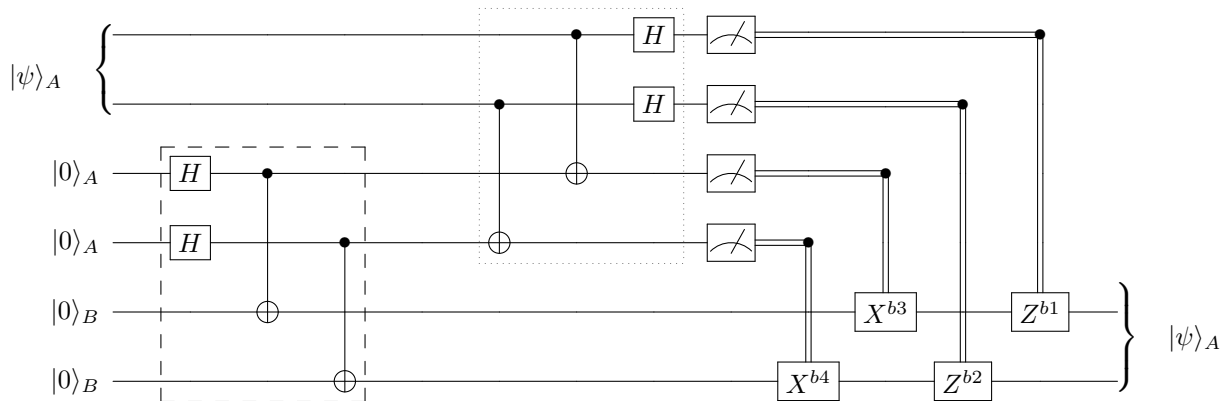 H
|ψ⟩_A
H
|0⟩_A H
|0⟩_A H
|0⟩_B X^{b3} Z^{b1} |ψ⟩_A
|0⟩_B X^{b4} Z^{b2}